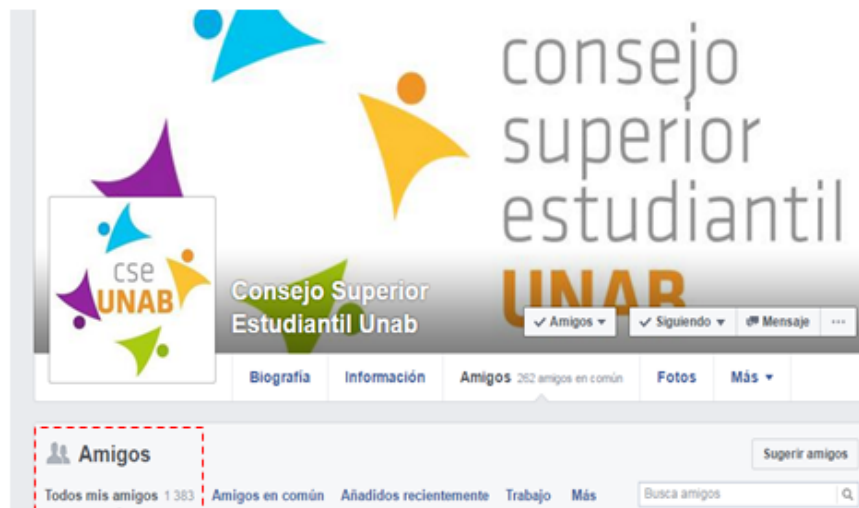 consejo
superior
estudiantil
UNAB
cse
UNAB
Consejo Superior
Estudiantil Unab
Amigos
Siguiendo
Mensaje
Biografía
Información
Amigos 262 amigos en común
Fotos
Más
Amigos
Sugerir amigos
Todos mis amigos 1 383
Amigos en común
Añadidos recientemente
Trabajo
Más
Busca amigos